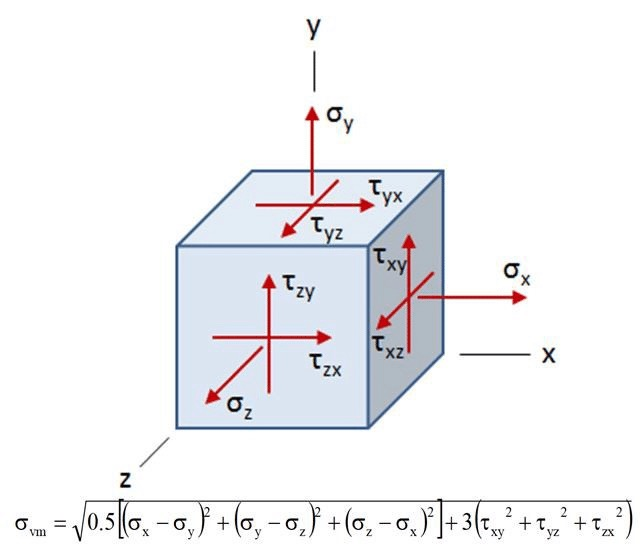 y
σy
τyx
τyz
τxy
σx
τzy
τxz
τzx
x
σz
z
σvm = √0.5[(σx − σy)² + (σy − σz)² + (σz − σx)²] + 3(τxy² + τyz² + τzx²)